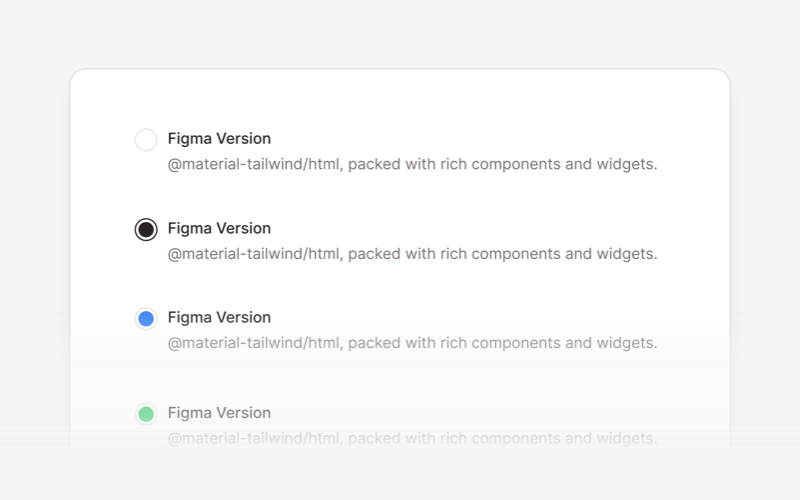 Figma Version
@material-tailwind/html, packed with rich components and widgets.
Figma Version
@material-tailwind/html, packed with rich components and widgets.
Figma Version
@material-tailwind/html, packed with rich components and widgets.
Figma Version
@material-tailwind/html, packed with rich components and widgets.